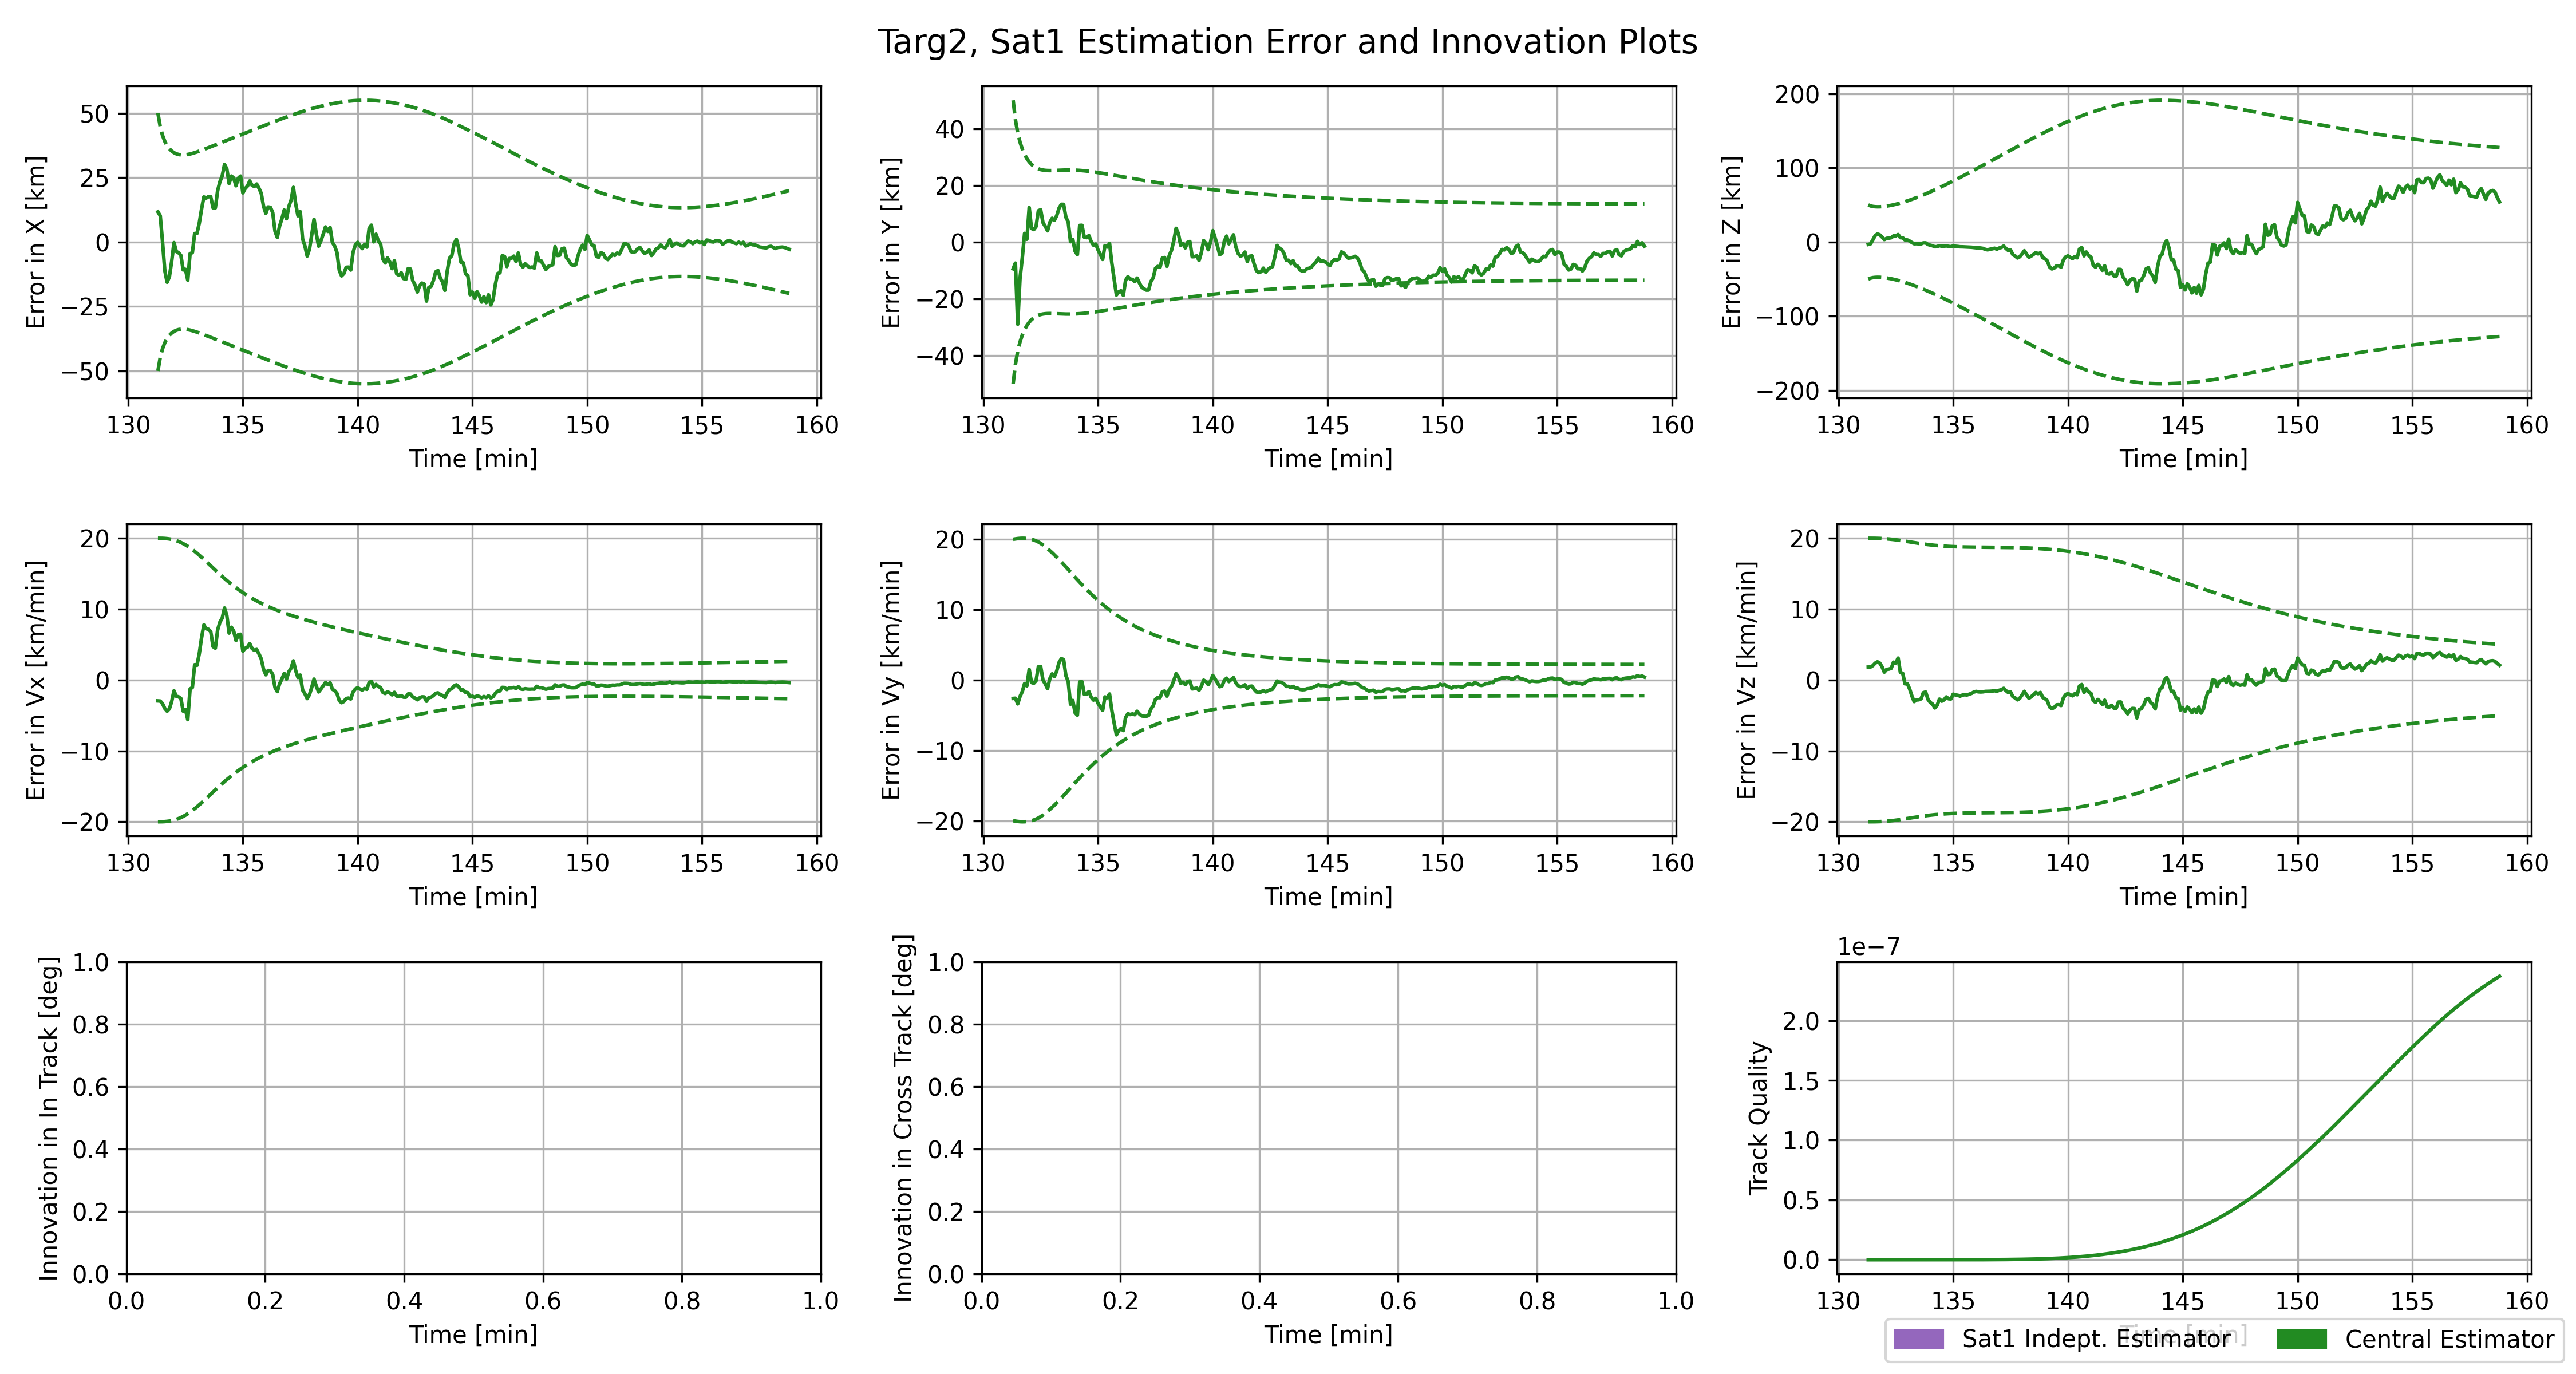 Targ2, Sat1 Estimation Error and Innovation Plots
Error in X [km]
50
25
0
−25
−50
130 135 140 145 150 155 160
Time [min]
Error in Y [km]
40
20
0
−20
−40
130 135 140 145 150 155 160
Time [min]
Error in Z [km]
200
100
0
−100
−200
130 135 140 145 150 155 160
Time [min]
Error in Vx [km/min]
20
10
0
−10
−20
130 135 140 145 150 155 160
Time [min]
Error in Vy [km/min]
20
10
0
−10
−20
130 135 140 145 150 155 160
Time [min]
Error in Vz [km/min]
20
10
0
−10
−20
130 135 140 145 150 155 160
Time [min]
Innovation in In Track [deg]
1.0
0.8
0.6
0.4
0.2
0.0
0.0 0.2 0.4 0.6 0.8 1.0
Time [min]
Innovation in Cross Track [deg]
1.0
0.8
0.6
0.4
0.2
0.0
0.0 0.2 0.4 0.6 0.8 1.0
Time [min]
1e−7
Track Quality
2.0
1.5
1.0
0.5
0.0
130 135 140 145 150 155 160
Time [min]
Sat1 Indept. Estimator Central Estimator